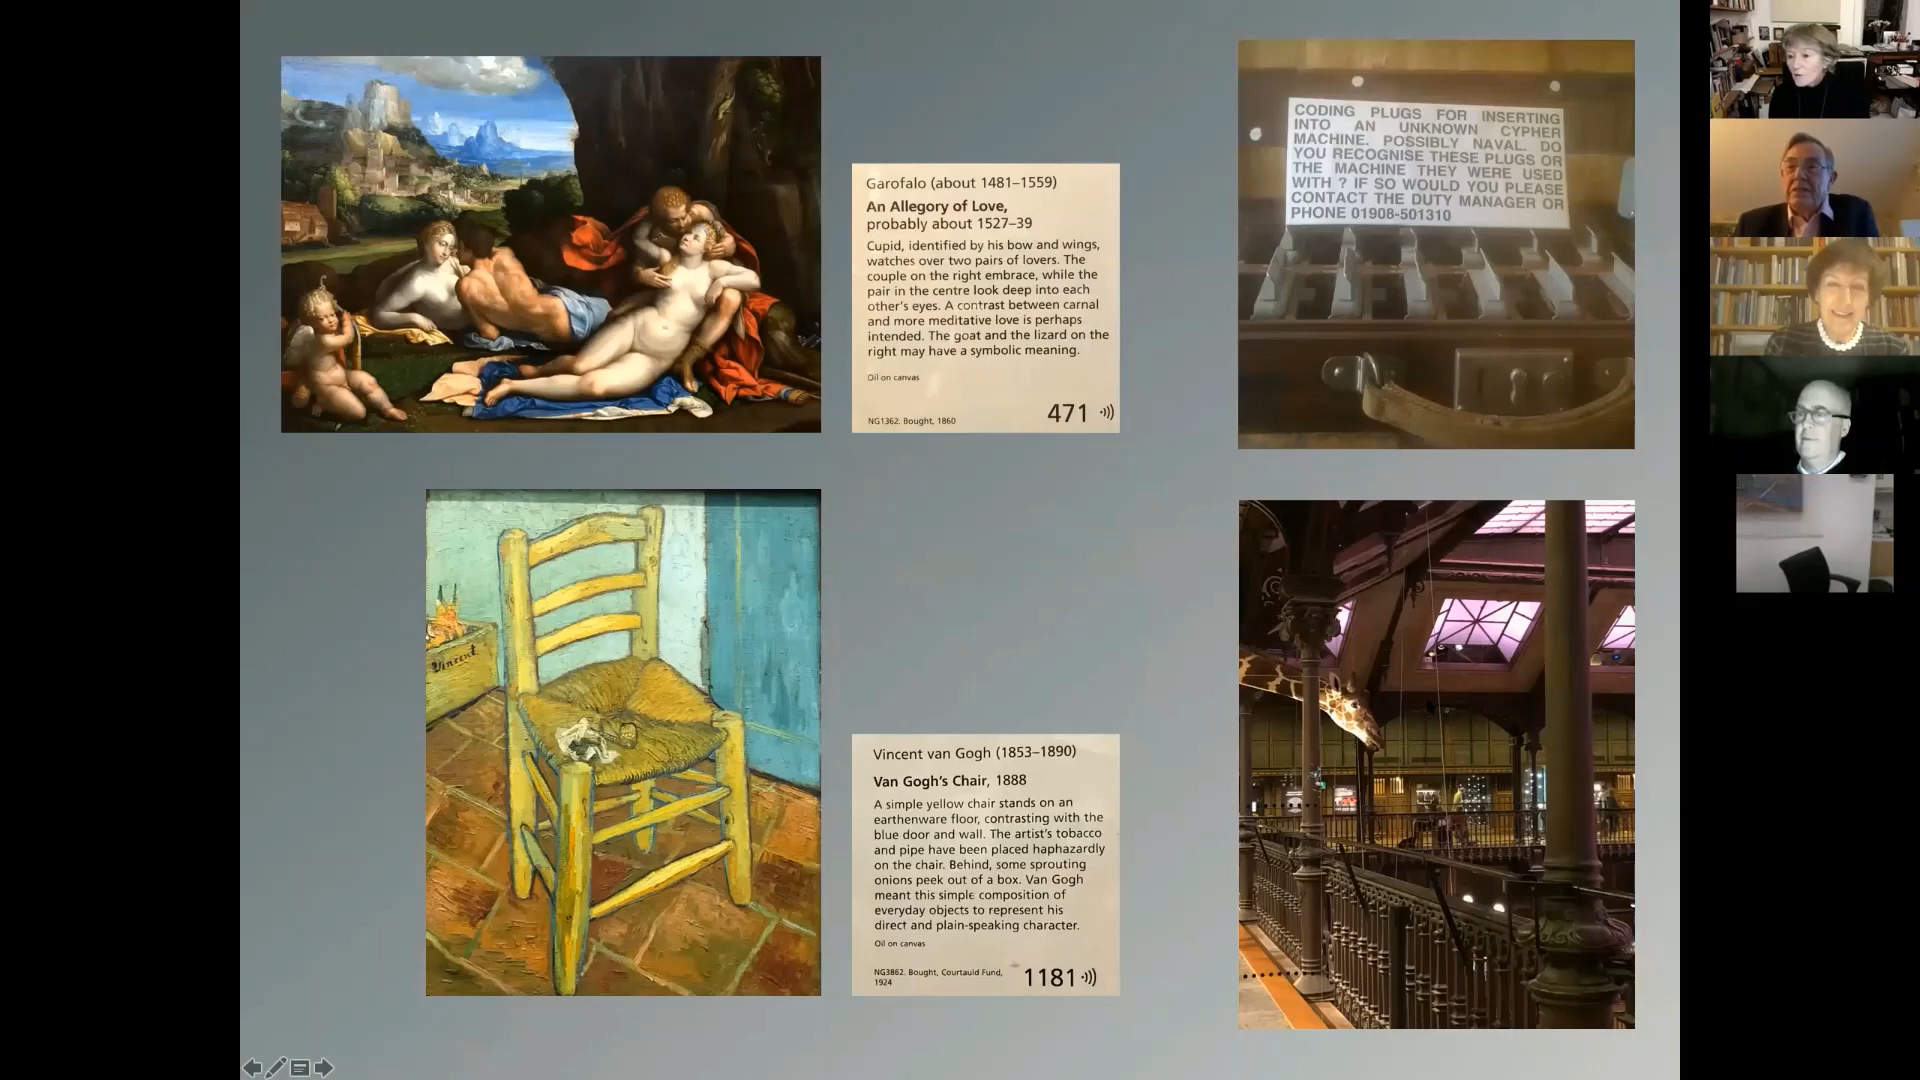 Garofalo (about 1481–1559)
An Allegory of Love,
probably about 1527–39
Cupid, identified by his bow and wings,
watches over two pairs of lovers. The
couple on the right embrace, while the
pair in the centre look deep into each
other's eyes. A contrast between carnal
and more meditative love is perhaps
intended. The goat and the lizard on the
right may have a symbolic meaning.
Oil on canvas
NG1362. Bought, 1860
471
CODING PLUGS FOR INSERTING
INTO AN UNKNOWN CYPHER
MACHINE. POSSIBLY NAVAL. DO
YOU RECOGNISE THESE PLUGS OR
THE MACHINE THEY WERE USED
WITH ? IF SO WOULD YOU PLEASE
CONTACT THE DUTY MANAGER OR
PHONE 01908-501310
Vincent
Vincent van Gogh (1853–1890)
Van Gogh's Chair, 1888
A simple yellow chair stands on an
earthenware floor, contrasting with the
blue door and wall. The artist's tobacco
and pipe have been placed haphazardly
on the chair. Behind, some sprouting
onions peek out of a box. Van Gogh
meant this simple composition of
everyday objects to represent his
direct and plain-speaking character.
Oil on canvas
NG3862. Bought, Courtauld Fund,
1924
1181